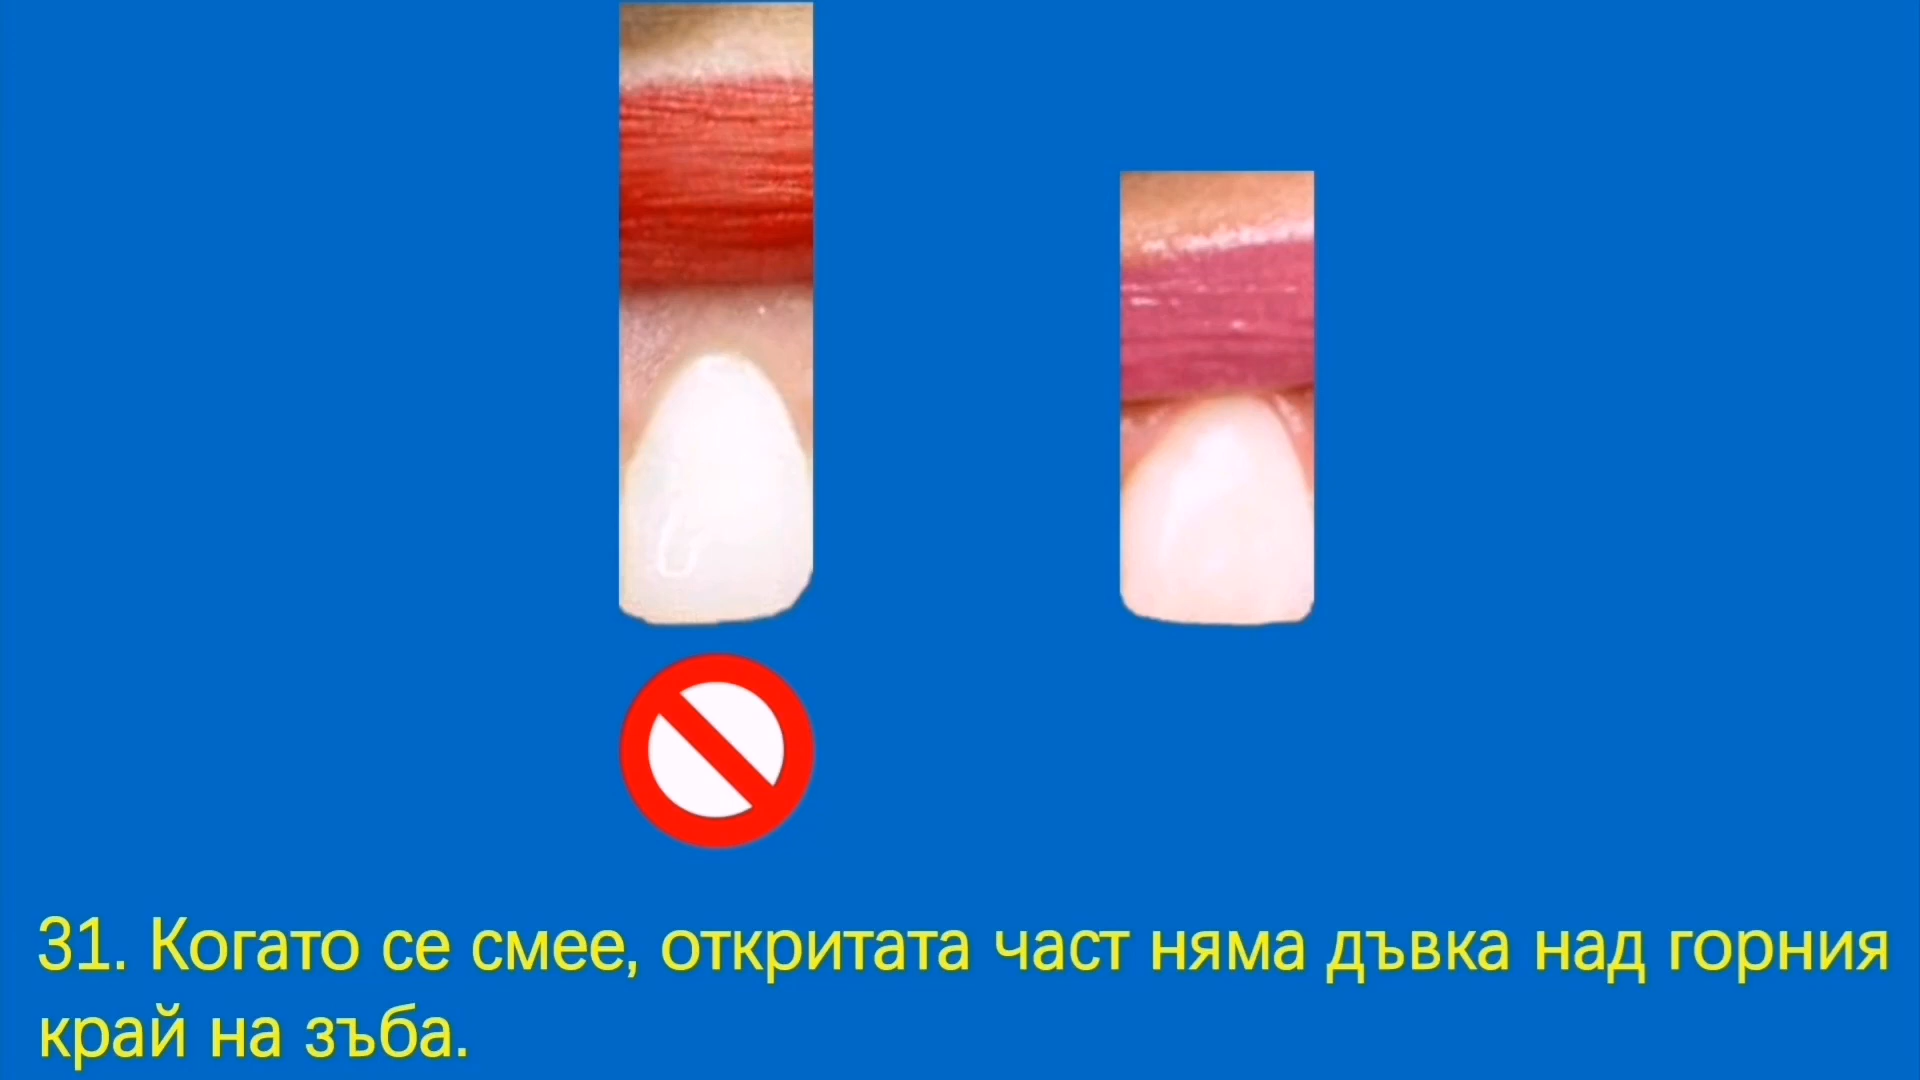 31. Когато се смее, откритата част няма дъвка над горния
край на зъба.